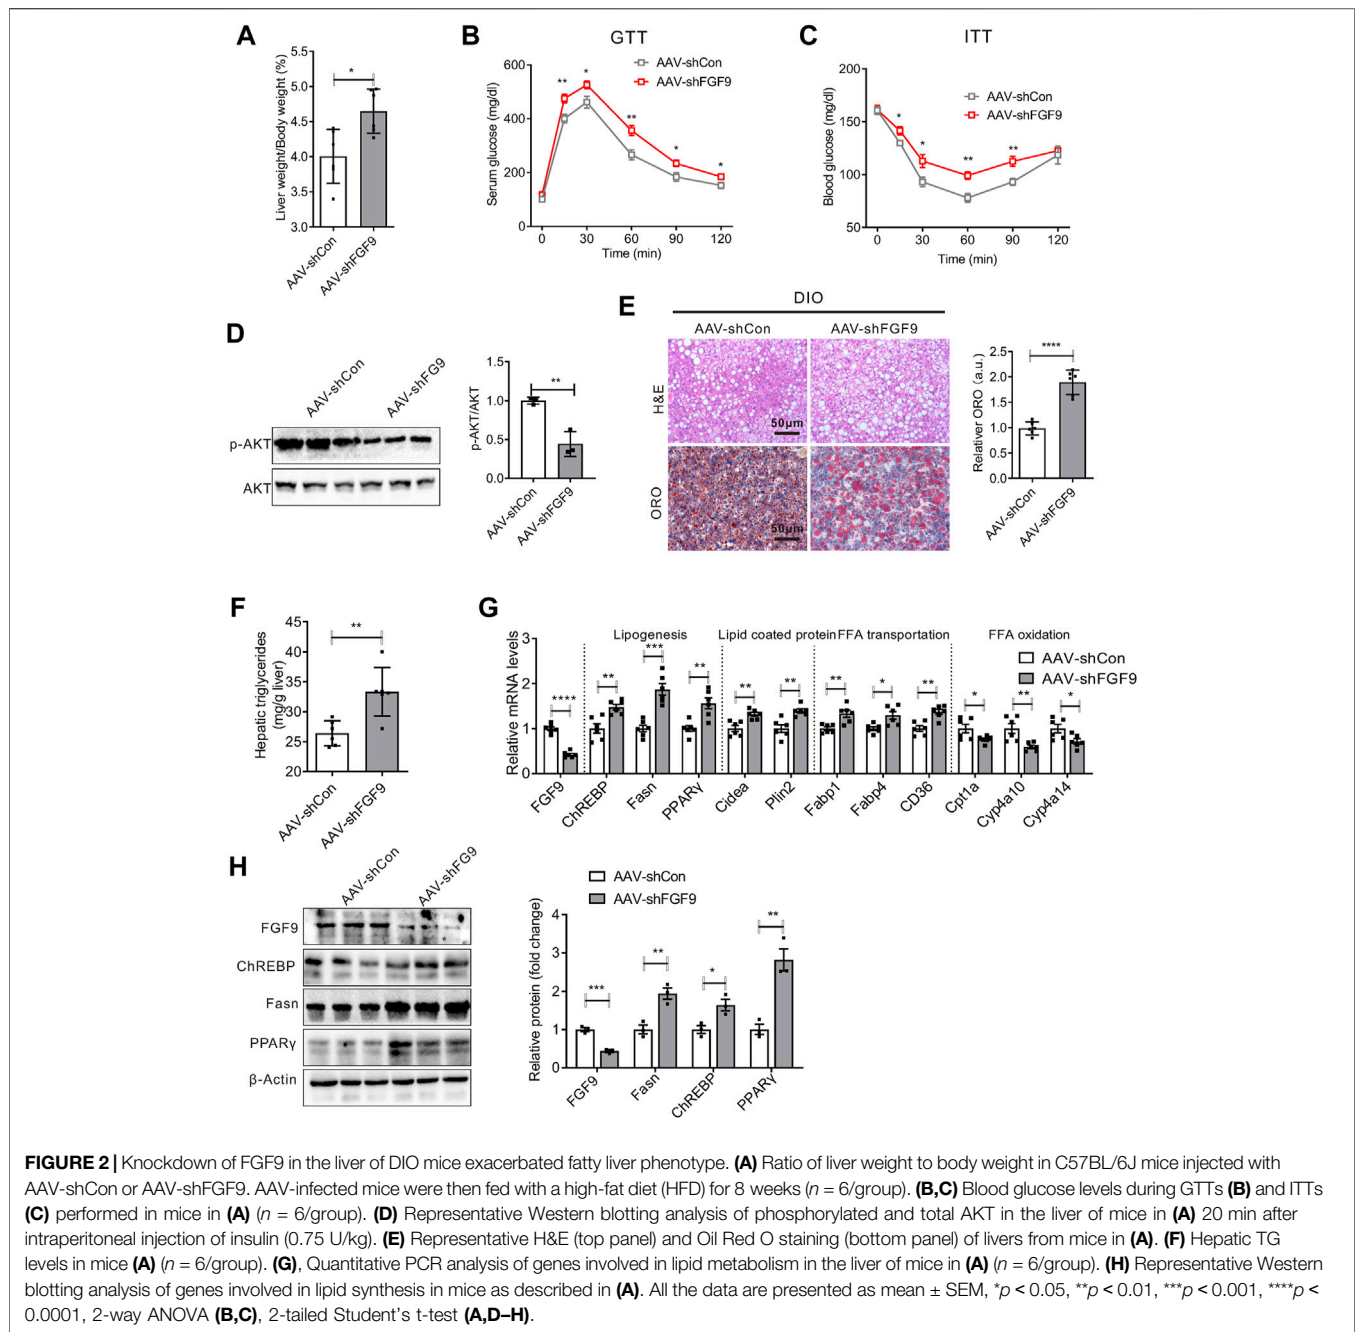 A
Liver weight/Body weight (%)
5.0
4.5
4.0
3.5
3.0
*
AAV-shCon
AAV-shFGF9
B
GTT
Serum glucose (mg/dl)
600
400
200
0
AAV-shCon
AAV-shFGF9
**
*
**
*
*
0 30 60 90 120
Time (min)
C
ITT
Blood glucose (mg/dl)
200
150
100
50
AAV-shCon
AAV-shFGF9
*
*
**
**
0 30 60 90 120
Time (min)
D
AAV-shCon
AAV-shFG9
p-AKT
AKT
p-AKT/AKT
1.5
1.0
0.5
0.0
**
AAV-shCon
AAV-shFGF9
E
DIO
AAV-shCon AAV-shFGF9
H&E
50μm
50μm
ORO
50μm
Relativer ORO (a.u.)
2.5
2.0
1.5
1.0
0.5
0.0
****
AAV-shCon
AAV-shFGF9
F
Hepatic triglycerides
(mg/g liver)
45
40
35
30
25
20
**
AAV-shCon
AAV-shFGF9
G
Relative mRNA levels
3
2
1
0
Lipogenesis
Lipid coated protein
FFA transportation
FFA oxidation
AAV-shCon
AAV-shFGF9
**** ** *** ** ** ** ** * ** * ** *
FGF9 ChREBP Fasn PPARγ Cidea Plin2 Fabp1 Fabp4 CD36 Cpt1a Cyp4a10 Cyp4a14
H
AAV-shCon
AAV-shFG9
FGF9
ChREBP
Fasn
PPARγ
β-Actin
AAV-shCon
AAV-shFGF9
Relative protein (fold change)
4
3
2
1
0
*** ** * **
FGF9 Fasn ChREBP PPARγ
FIGURE 2 | Knockdown of FGF9 in the liver of DIO mice exacerbated fatty liver phenotype. (A) Ratio of liver weight to body weight in C57BL/6J mice injected with
AAV-shCon or AAV-shFGF9. AAV-infected mice were then fed with a high-fat diet (HFD) for 8 weeks (n = 6/group). (B,C) Blood glucose levels during GTTs (B) and ITTs
(C) performed in mice in (A) (n = 6/group). (D) Representative Western blotting analysis of phosphorylated and total AKT in the liver of mice in (A) 20 min after
intraperitoneal injection of insulin (0.75 U/kg). (E) Representative H&E (top panel) and Oil Red O staining (bottom panel) of livers from mice in (A). (F) Hepatic TG
levels in mice (A) (n = 6/group). (G), Quantitative PCR analysis of genes involved in lipid metabolism in the liver of mice in (A) (n = 6/group). (H) Representative Western
blotting analysis of genes involved in lipid synthesis in mice as described in (A). All the data are presented as mean ± SEM, *p < 0.05, **p < 0.01, ***p < 0.001, ****p <
0.0001, 2-way ANOVA (B,C), 2-tailed Student's t-test (A,D–H).